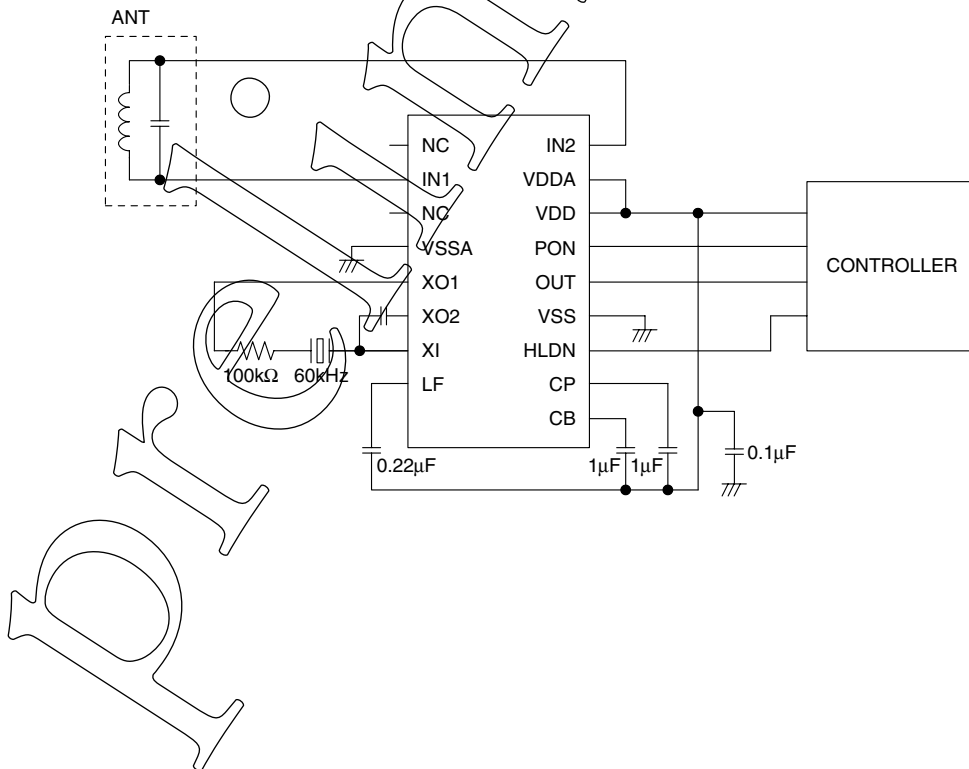 ANT
NC
IN1
NC
VSSA
XO1
XO2
XI
LF
IN2
VDDA
VDD
PON
OUT
VSS
HLDN
CP
CB
CONTROLLER
100kΩ 60kHz
0.22μF
1μF 1μF
0.1μF